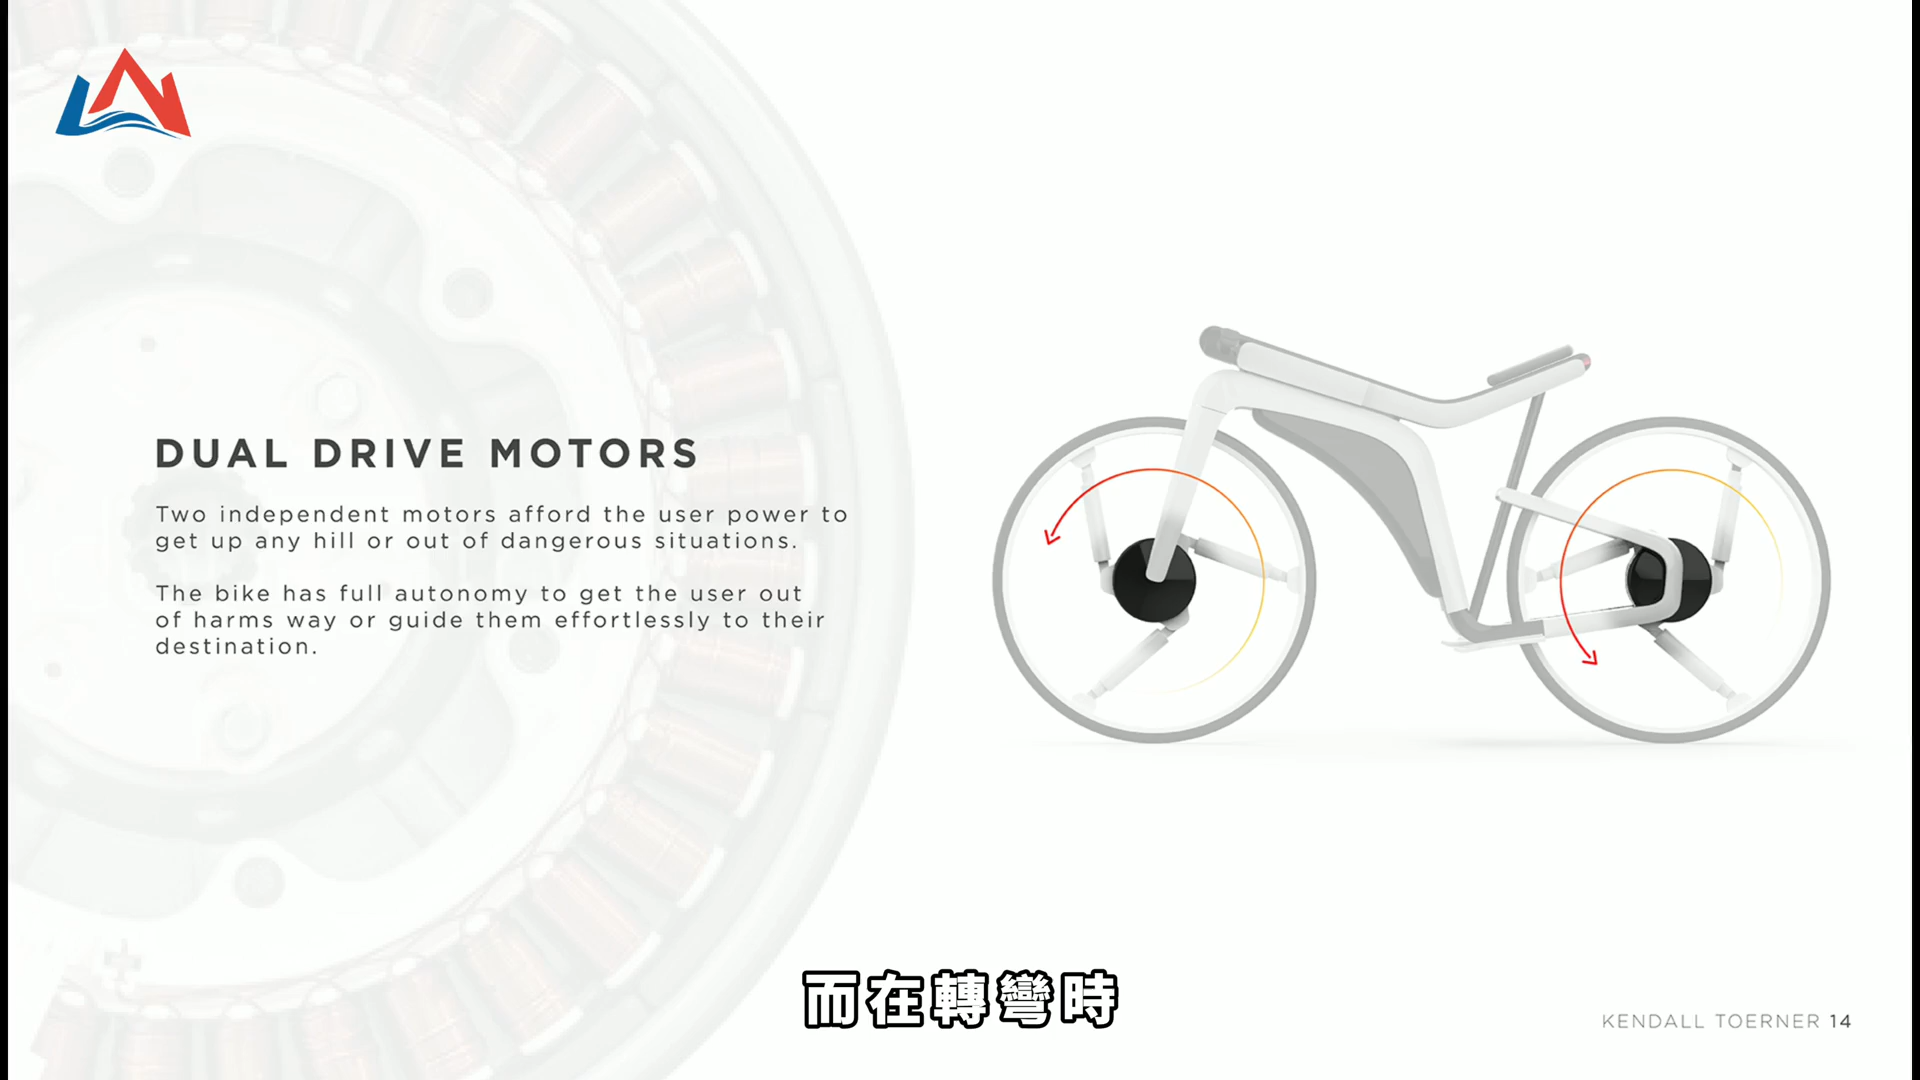 DUAL DRIVE MOTORS
Two independent motors afford the user power to
get up any hill or out of dangerous situations.
The bike has full autonomy to get the user out
of harms way or guide them effortlessly to their
destination.
而在轉彎時
KENDALL TOERNER 14